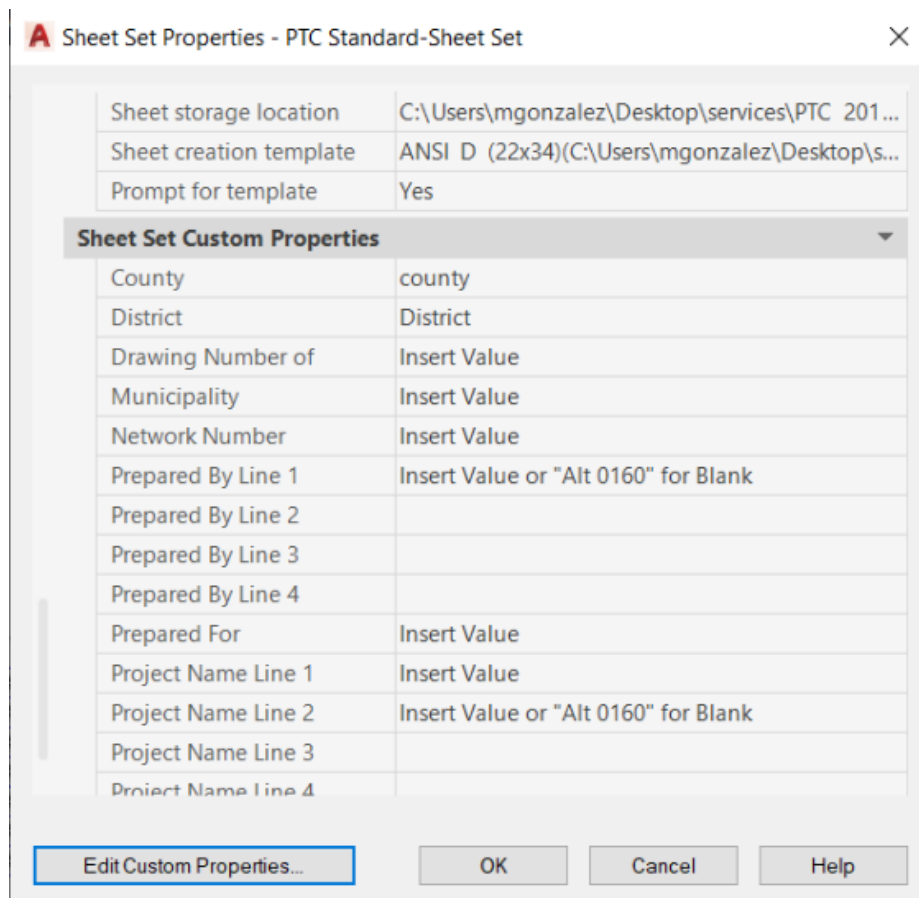 A Sheet Set Properties - PTC Standard-Sheet Set
Sheet storage location C:\Users\mgonzalez\Desktop\services\PTC 201...
Sheet creation template ANSI D (22x34)(C:\Users\mgonzalez\Desktop\s...
Prompt for template Yes
Sheet Set Custom Properties
County county
District District
Drawing Number of Insert Value
Municipality Insert Value
Network Number Insert Value
Prepared By Line 1 Insert Value or "Alt 0160" for Blank
Prepared By Line 2
Prepared By Line 3
Prepared By Line 4
Prepared For Insert Value
Project Name Line 1 Insert Value
Project Name Line 2 Insert Value or "Alt 0160" for Blank
Project Name Line 3
Project Name Line 4
Edit Custom Properties... OK Cancel Help